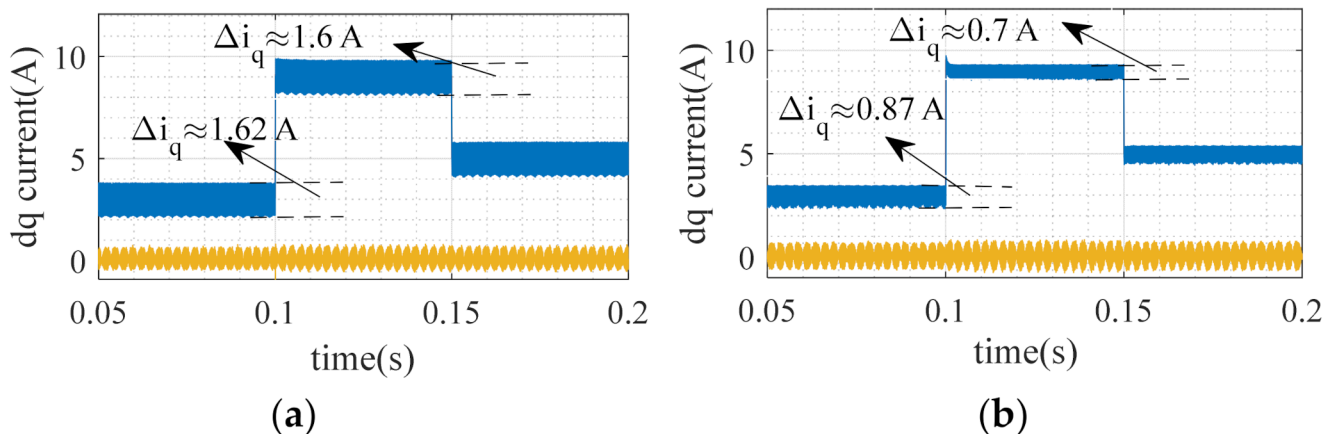 Δi_q≈1.6 A
Δi_q≈1.62 A
dq current(A)
10
5
0
0.05
0.1
0.15
0.2
time(s)
(a)
Δi_q≈0.7 A
Δi_q≈0.87 A
dq current(A)
10
5
0
0.05
0.1
0.15
0.2
time(s)
(b)